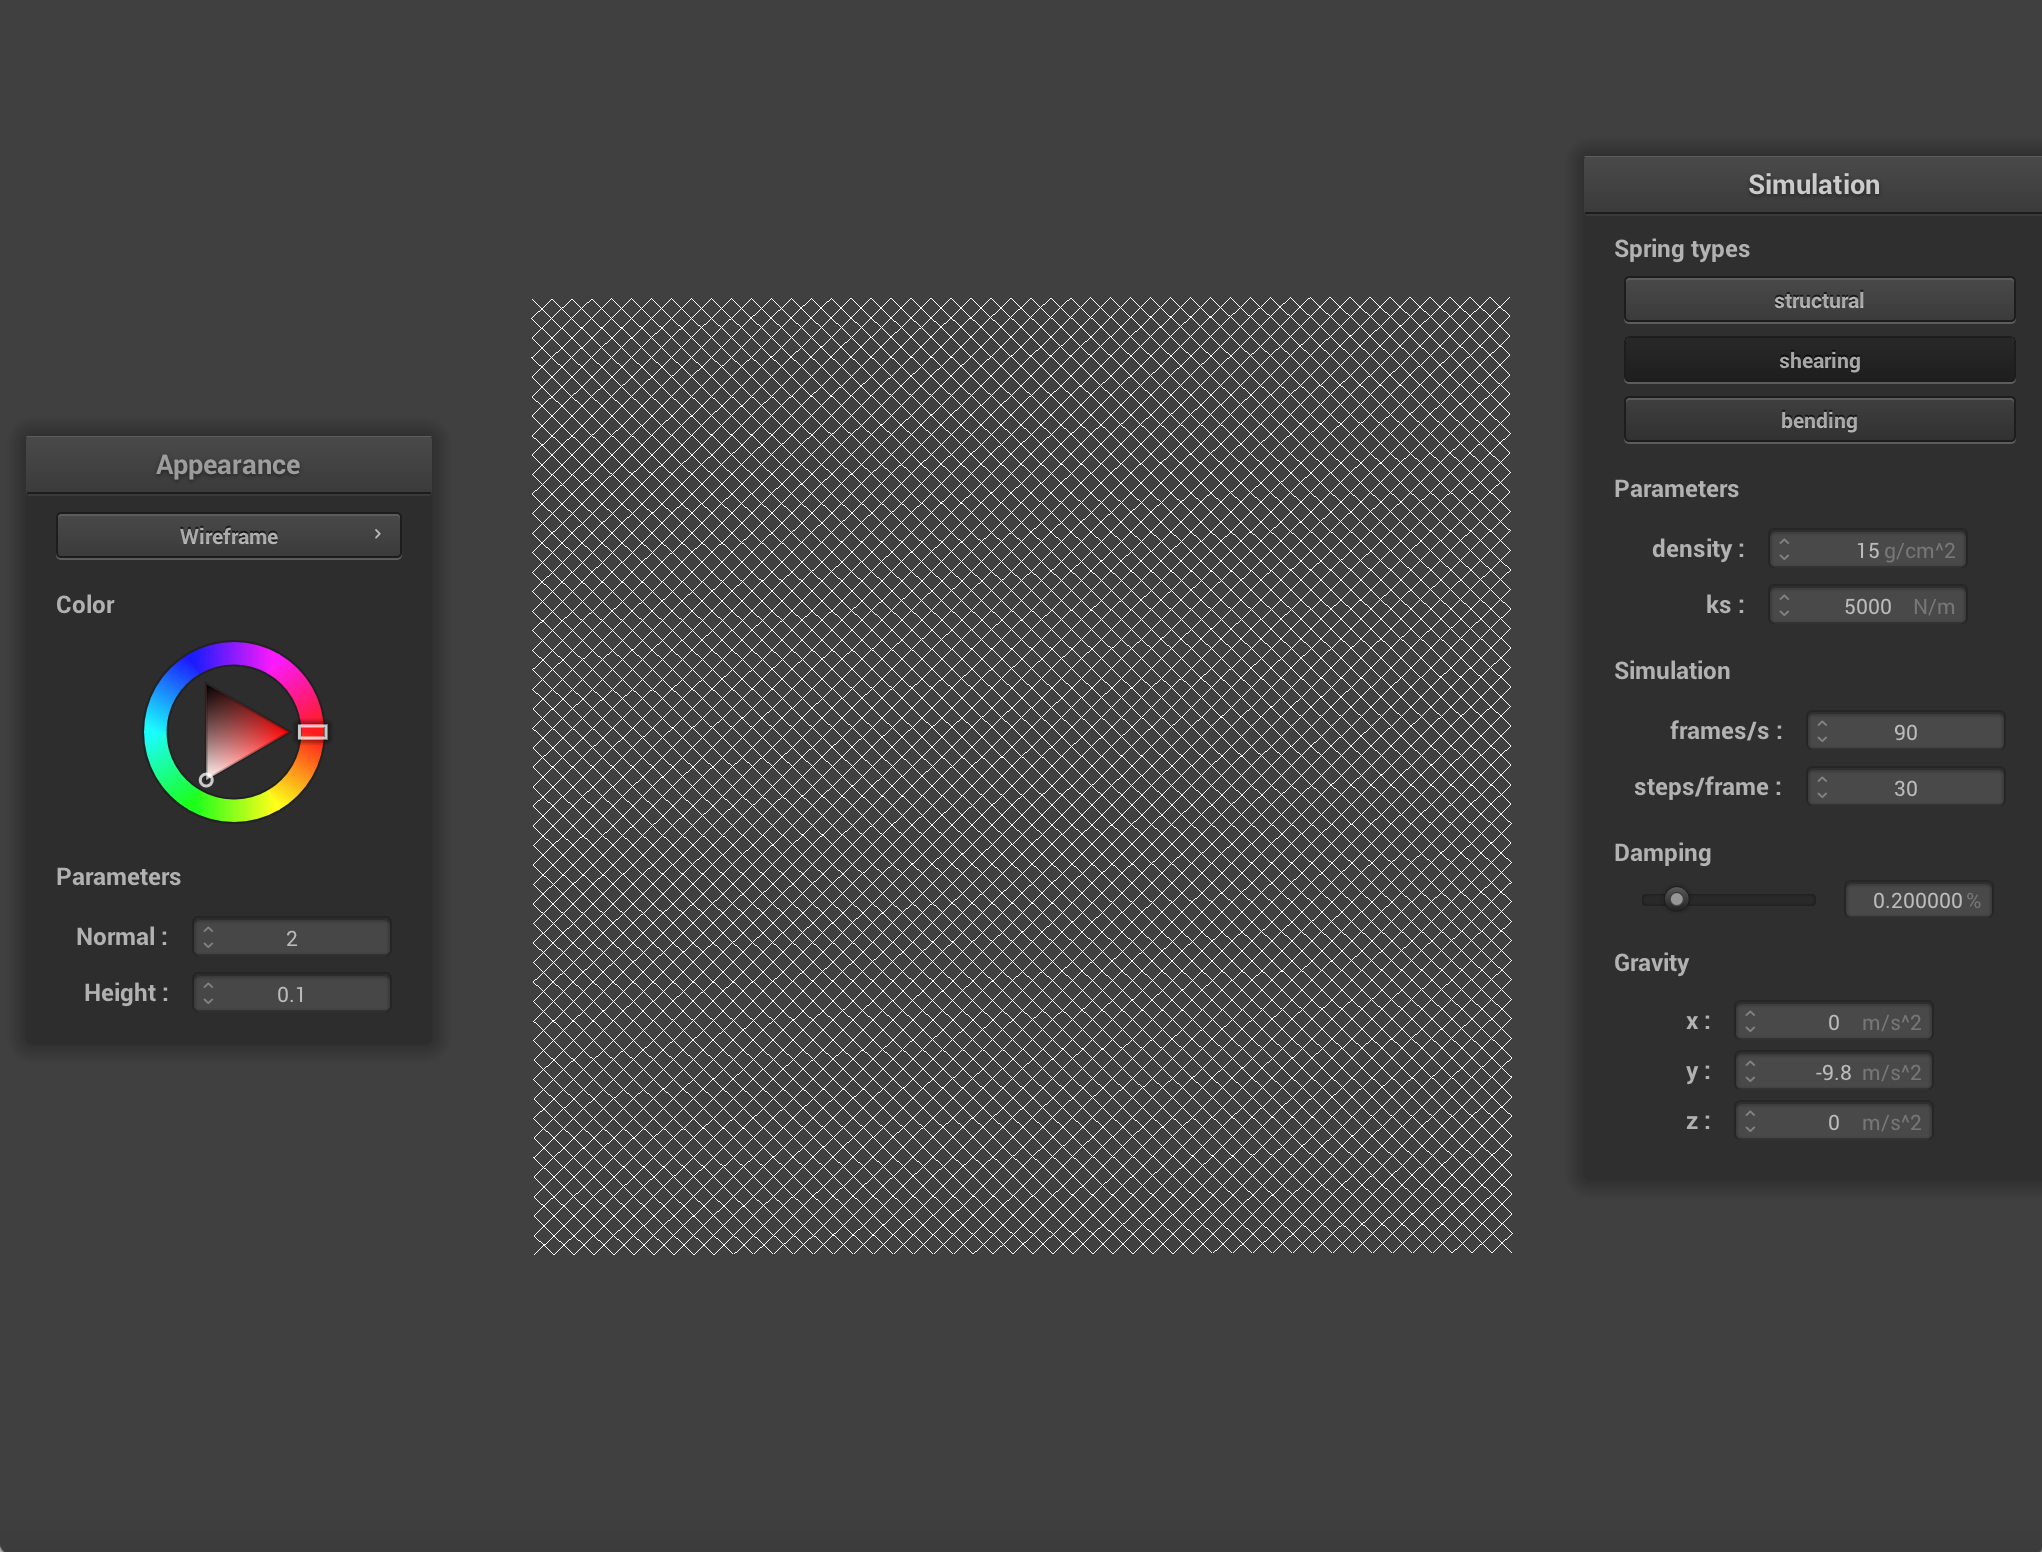 Appearance
Wireframe
Color
Parameters
Normal : 2
Height : 0.1
Simulation
Spring types
structural
shearing
bending
Parameters
density : 15 g/cm^2
ks : 5000 N/m
Simulation
frames/s : 90
steps/frame : 30
Damping
0.200000 %
Gravity
x : 0 m/s^2
y : -9.8 m/s^2
z : 0 m/s^2